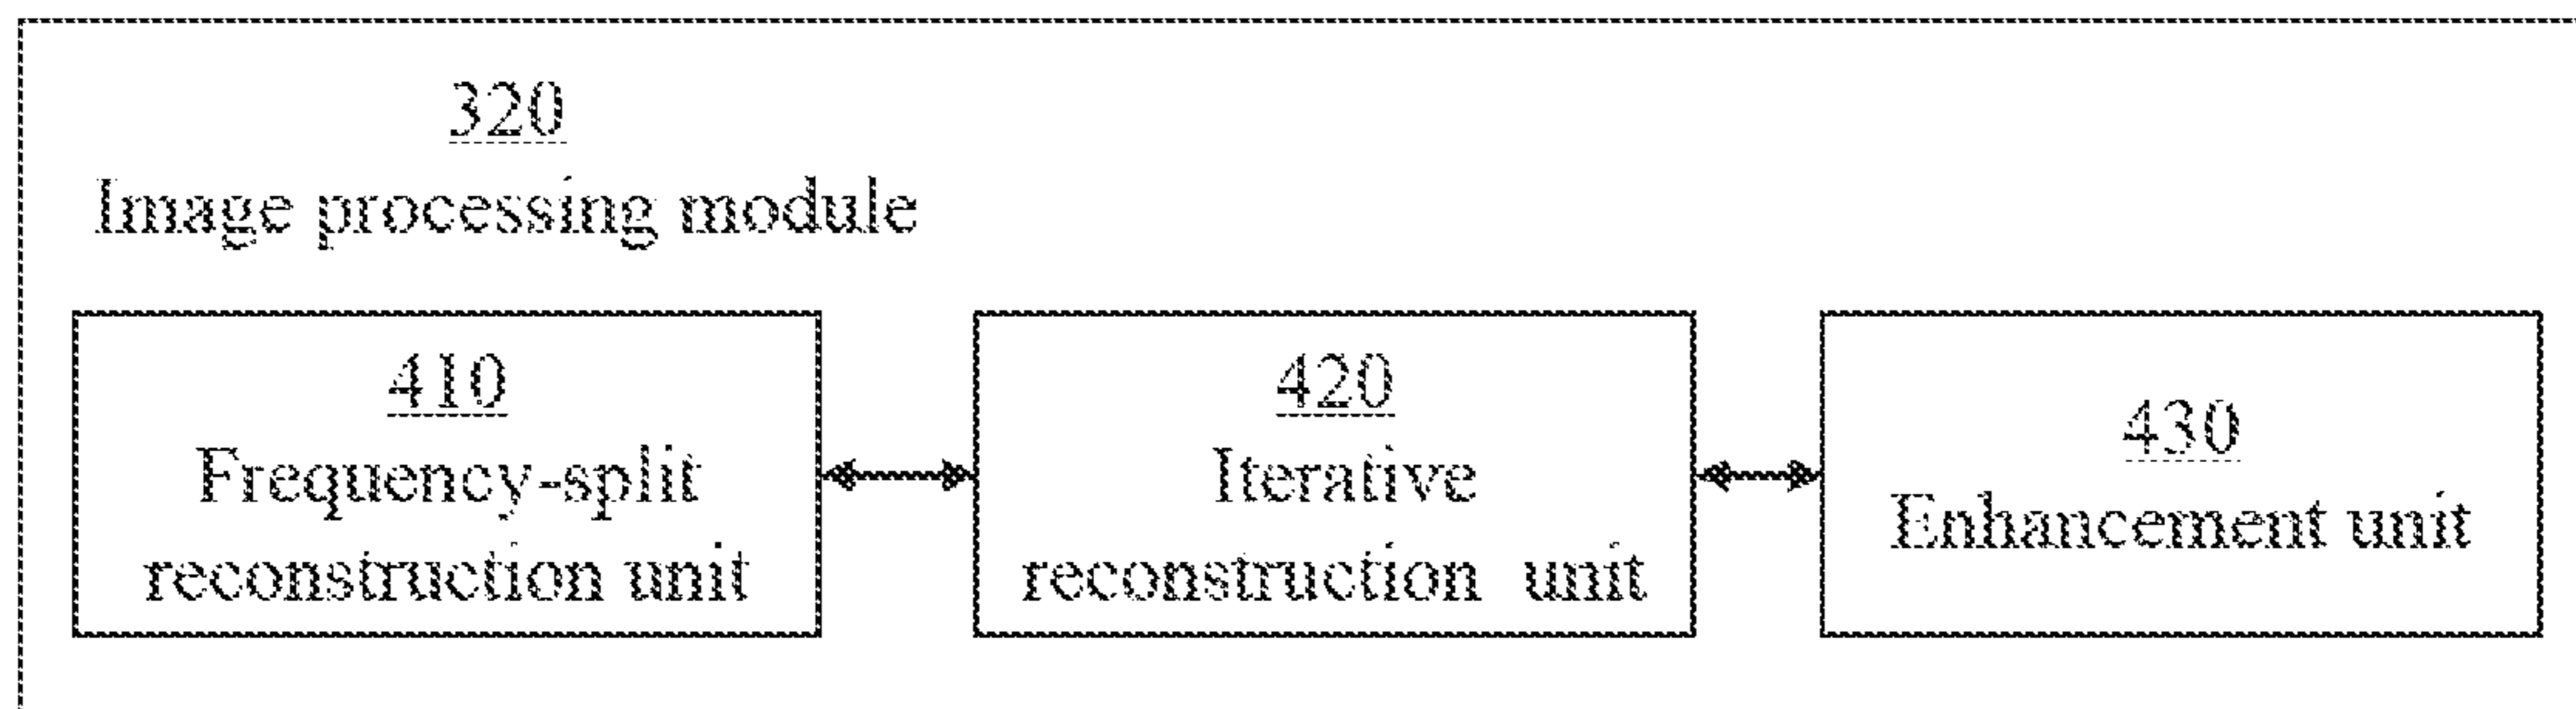 320
Image processing module
410
Frequency-split
reconstruction unit
420
Iterative
reconstruction unit
430
Enhancement unit